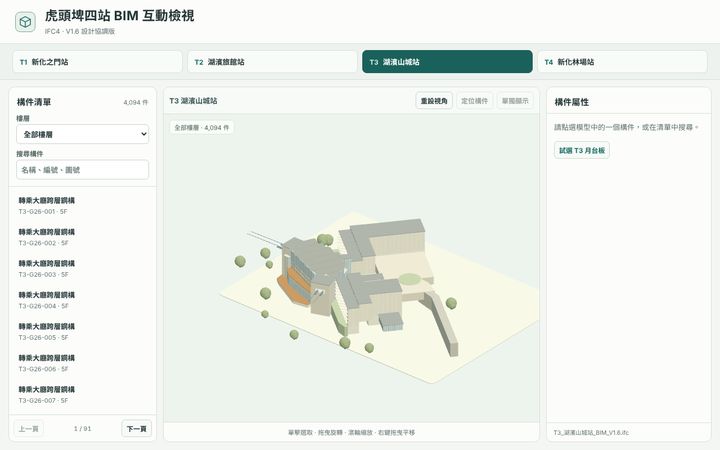 虎頭埤四站 BIM 互動檢視
IFC4 · V1.6 設計協調版
T1 新化之門站
T2 湖濱旅館站
T3 湖濱山城站
T4 新化林場站
構件清單
4,094 件
樓層
全部樓層
搜尋構件
名稱、編號、圖號
轉乘大廳跨層鋼構
T3-G26-001 · 5F
轉乘大廳跨層鋼構
T3-G26-002 · 5F
轉乘大廳跨層鋼構
T3-G26-003 · 5F
轉乘大廳跨層鋼構
T3-G26-004 · 5F
轉乘大廳跨層鋼構
T3-G26-005 · 5F
轉乘大廳跨層鋼構
T3-G26-006 · 5F
轉乘大廳跨層鋼構
T3-G26-007 · 5F
上一頁
1 / 91
下一頁
T3 湖濱山城站
重設視角
定位構件
單獨顯示
全部樓層 · 4,094 件
單擊選取 · 拖曳旋轉 · 滾輪縮放 · 右鍵拖曳平移
構件屬性
請點選模型中的一個構件，或在清單中搜尋。
試選 T3 月台板
T3_湖濱山城站_BIM_V1.6.ifc